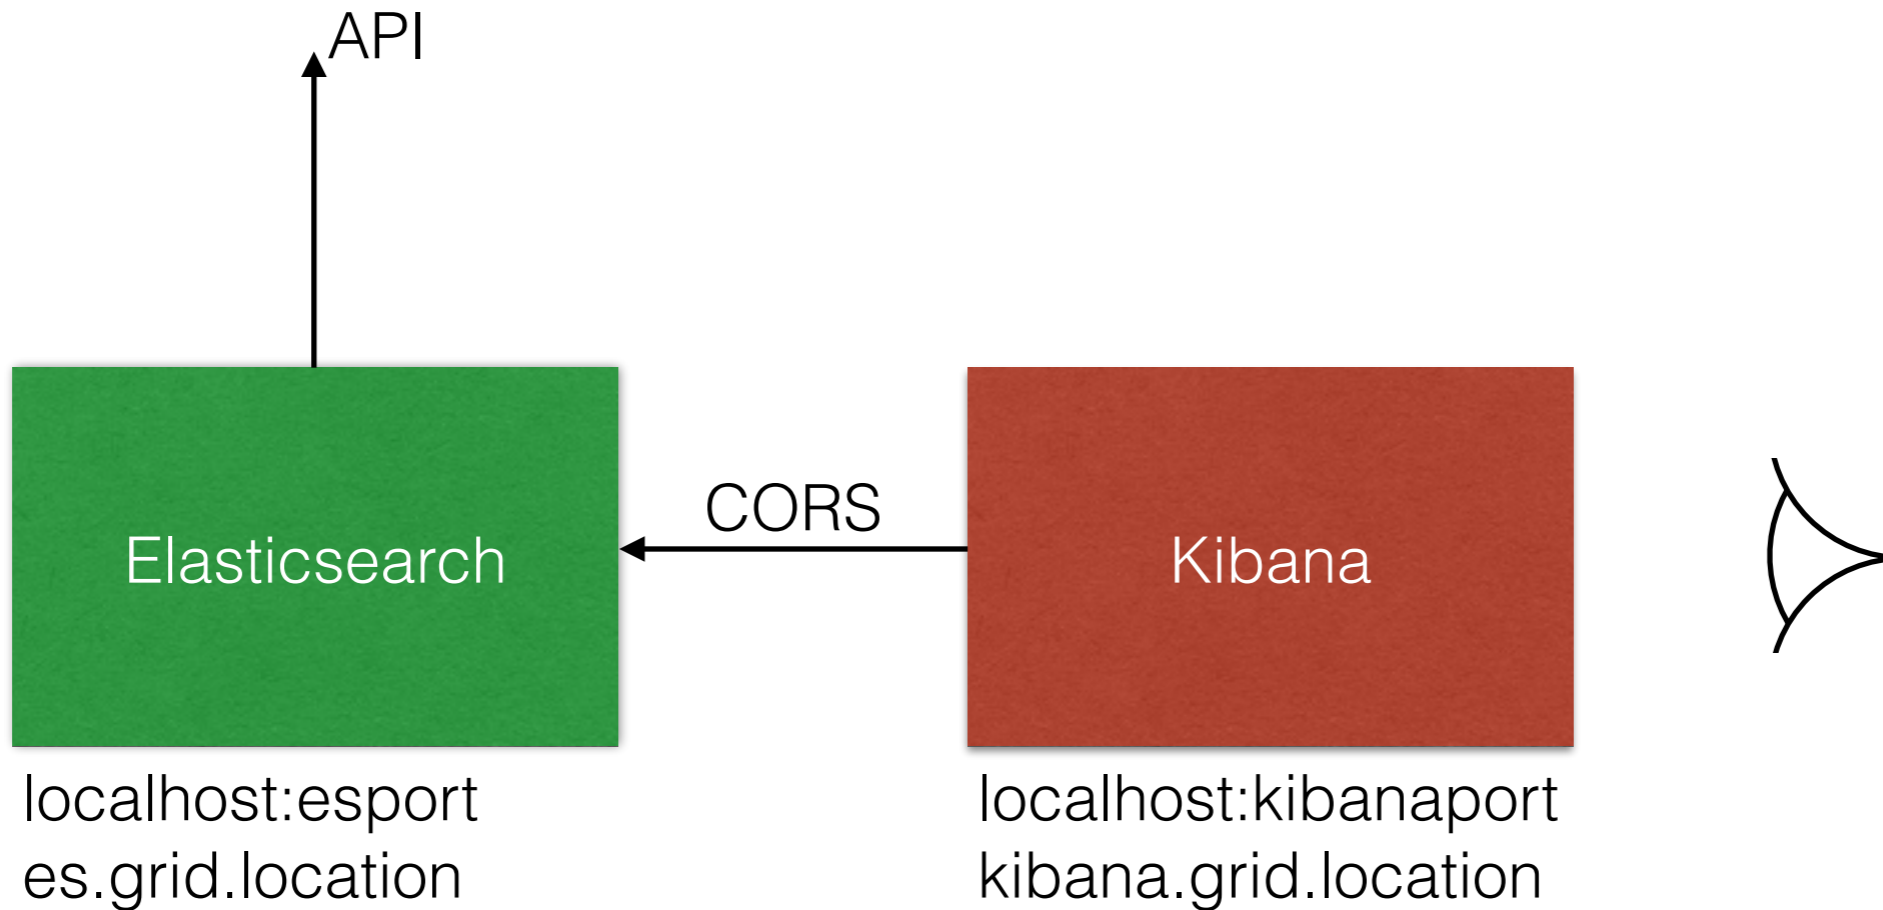 API
CORS
Elasticsearch
Kibana
localhost:esport
es.grid.location
localhost:kibanaport
kibana.grid.location